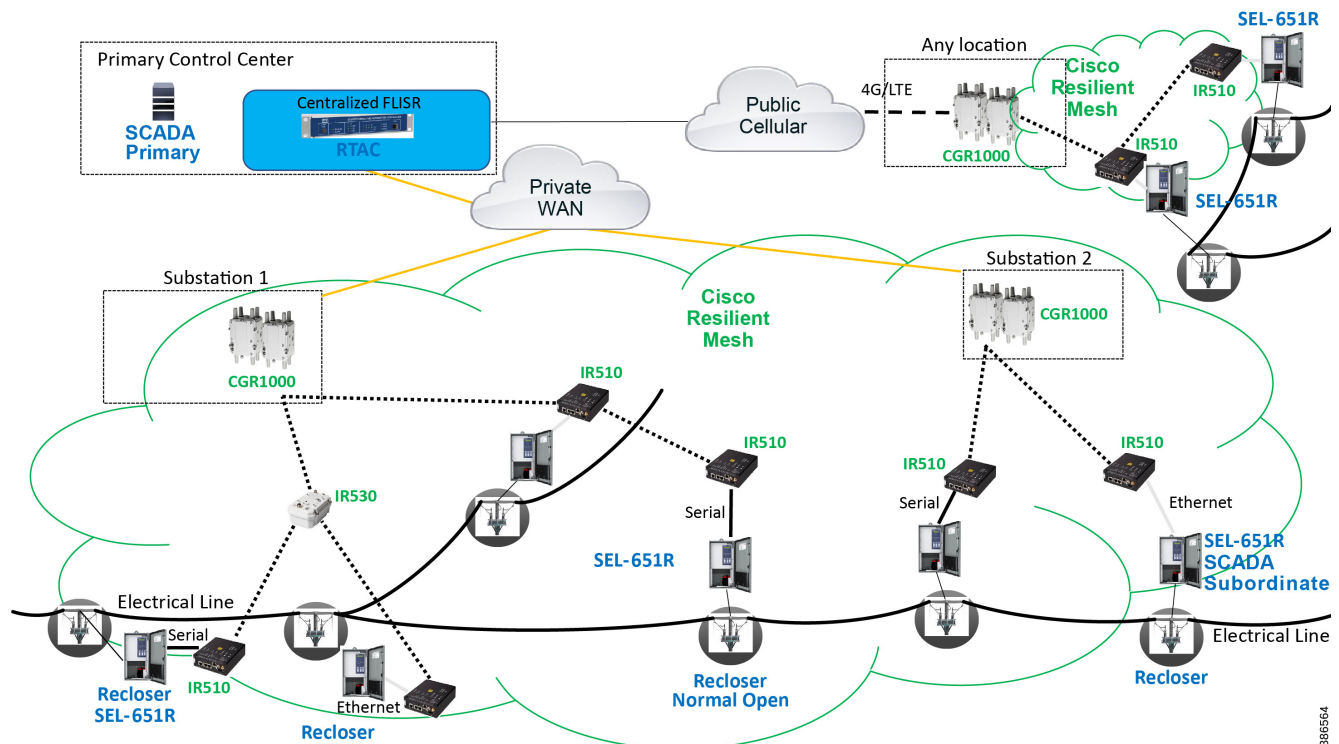 Primary Control Center
SCADA
Primary
Centralized FLISR
RTAC
Public
Cellular
4G/LTE
Any location
CGR1000
Cisco
Resilient
Mesh
IR510
SEL-651R
IR510
SEL-651R
Private
WAN
Substation 1
CGR1000
Cisco
Resilient
Mesh
Substation 2
CGR1000
IR510
IR510
IR510
IR510
IR530
Serial
Serial
Ethernet
SEL-651R
SEL-651R
SCADA
Subordinate
Electrical Line
Serial
IR510
Recloser
SEL-651R
Ethernet
Recloser
Recloser
Normal Open
Recloser
Electrical Line
386564